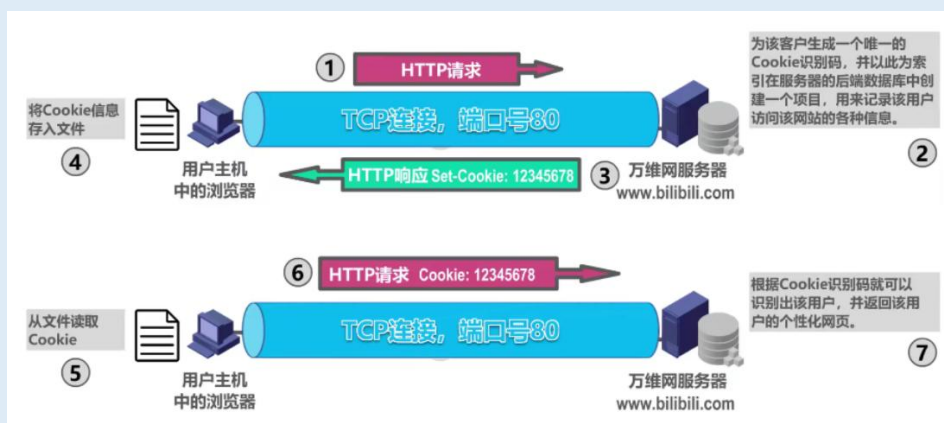 ① HTTP请求
为该客户生成一个唯一的
Cookie识别码，并以此为索
引在服务器的后端数据库中创
建一个项目，用来记录该用户
访问该网站的各种信息。
②
将Cookie信息
存入文件
④
TCP连接，端口号80
用户主机
中的浏览器
HTTP响应 Set-Cookie: 12345678 ③
万维网服务器
www.bilibili.com
⑥ HTTP请求 Cookie: 12345678
根据Cookie识别码就可以
识别出该用户，并返回该用
户的个性化网页。
⑦
从文件读取
Cookie
⑤
TCP连接，端口号80
用户主机
中的浏览器
万维网服务器
www.bilibili.com